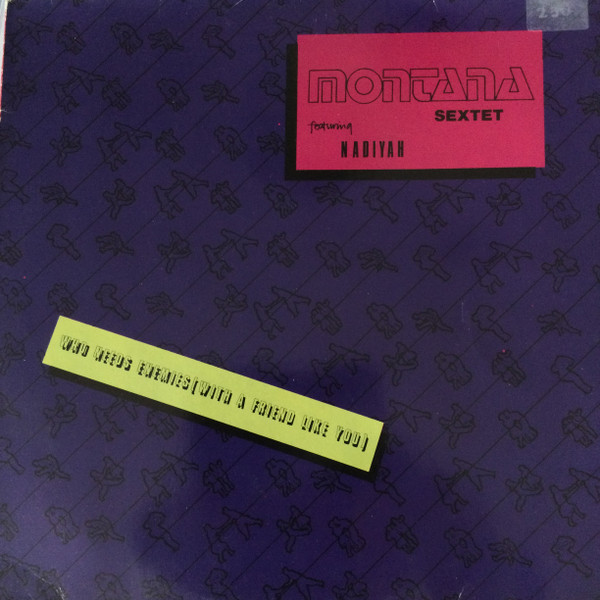 MONTANA
SEXTET
featuring
NADIYAH
WHO NEEDS ENEMIES (WITH A FRIEND LIKE YOU)